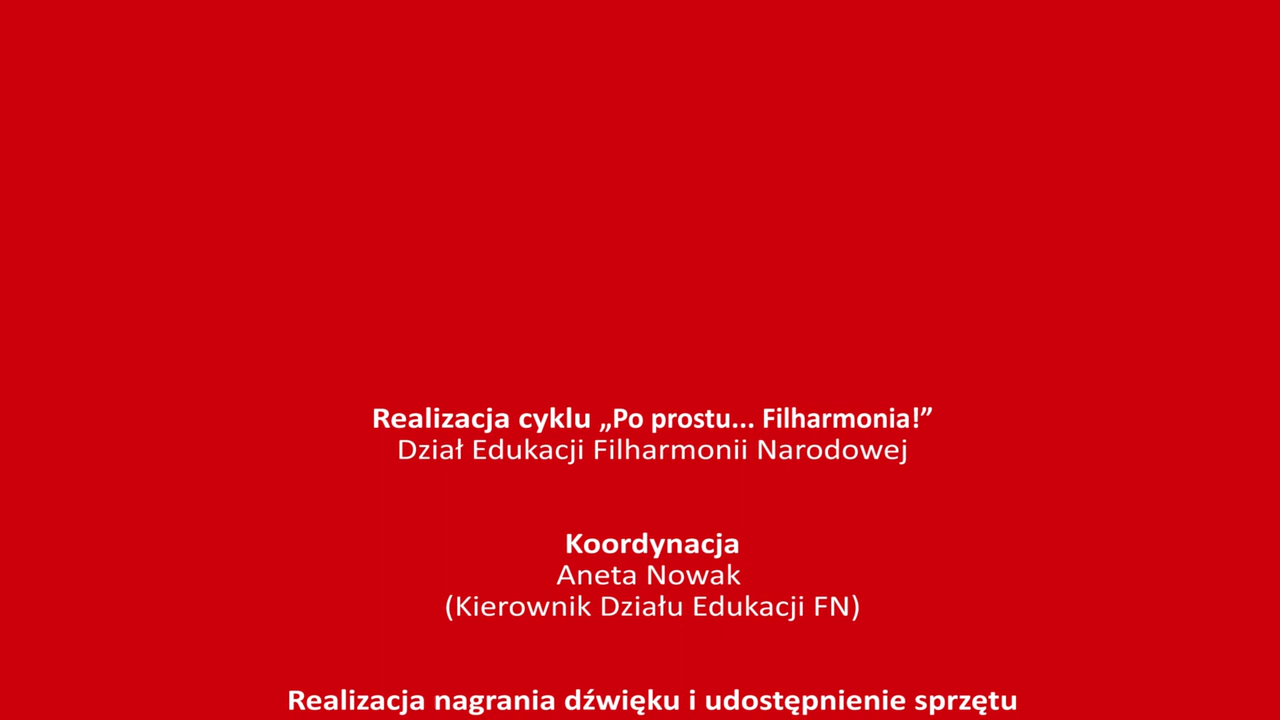 Realizacja cyklu „Po prostu... Filharmonia!”
Dział Edukacji Filharmonii Narodowej
Koordynacja
Aneta Nowak
(Kierownik Działu Edukacji FN)
Realizacja nagrania dźwięku i udostępnienie sprzętu